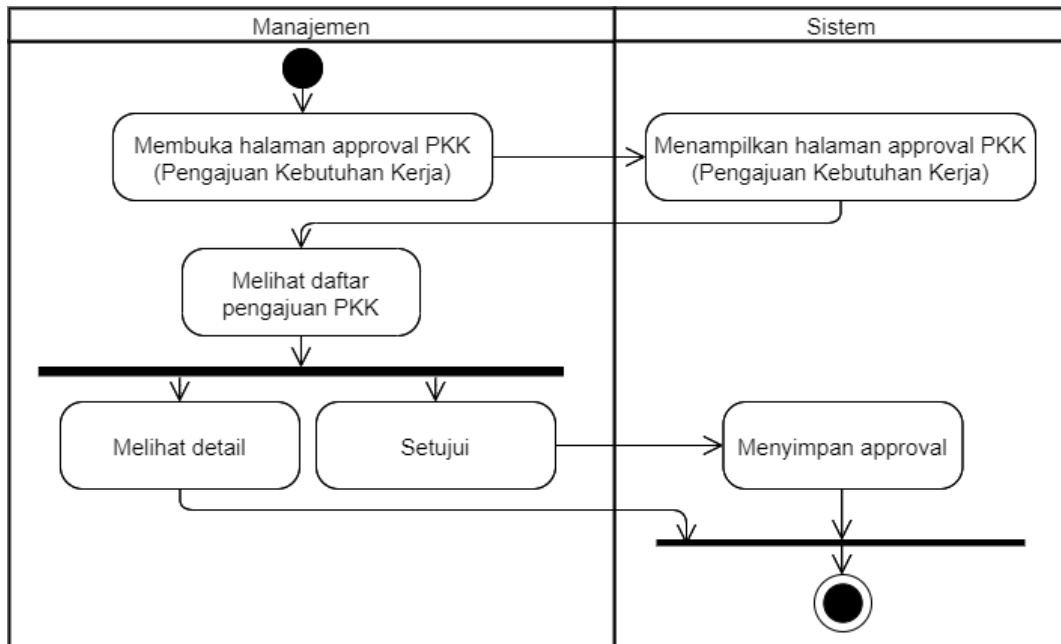 Manajemen
Sistem
Membuka halaman approval PKK
(Pengajuan Kebutuhan Kerja)
Menampilkan halaman approval PKK
(Pengajuan Kebutuhan Kerja)
Melihat daftar
pengajuan PKK
Melihat detail
Setujui
Menyimpan approval